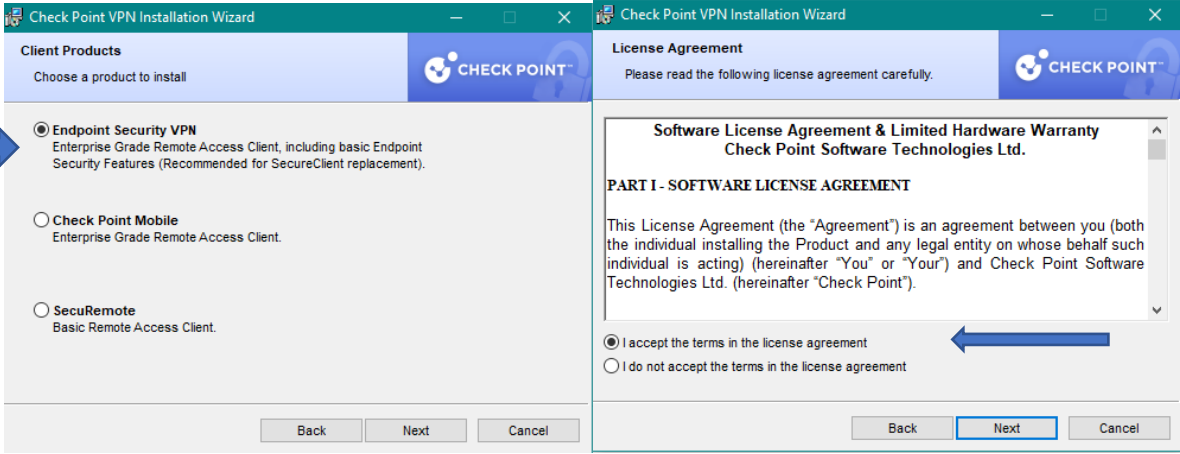 Check Point VPN Installation Wizard
Client Products
Choose a product to install
CHECK POINT™
Endpoint Security VPN
Enterprise Grade Remote Access Client, including basic Endpoint
Security Features (Recommended for SecureClient replacement).
Check Point Mobile
Enterprise Grade Remote Access Client.
SecuRemote
Basic Remote Access Client.
Back
Next
Cancel
Check Point VPN Installation Wizard
License Agreement
Please read the following license agreement carefully.
CHECK POINT™
Software License Agreement & Limited Hardware Warranty
Check Point Software Technologies Ltd.
PART I - SOFTWARE LICENSE AGREEMENT
This License Agreement (the “Agreement”) is an agreement between you (both
the individual installing the Product and any legal entity on whose behalf such
individual is acting) (hereinafter “You” or “Your”) and Check Point Software
Technologies Ltd. (hereinafter “Check Point”).
I accept the terms in the license agreement
I do not accept the terms in the license agreement
Back
Next
Cancel